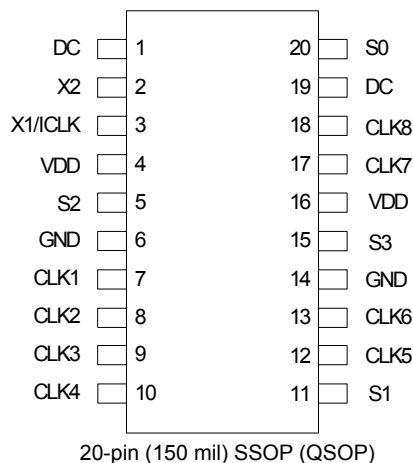 DC 1 20 S0
X2 2 19 DC
X1/ICLK 3 18 CLK8
VDD 4 17 CLK7
S2 5 16 VDD
GND 6 15 S3
CLK1 7 14 GND
CLK2 8 13 CLK6
CLK3 9 12 CLK5
CLK4 10 11 S1
20-pin (150 mil) SSOP (QSOP)